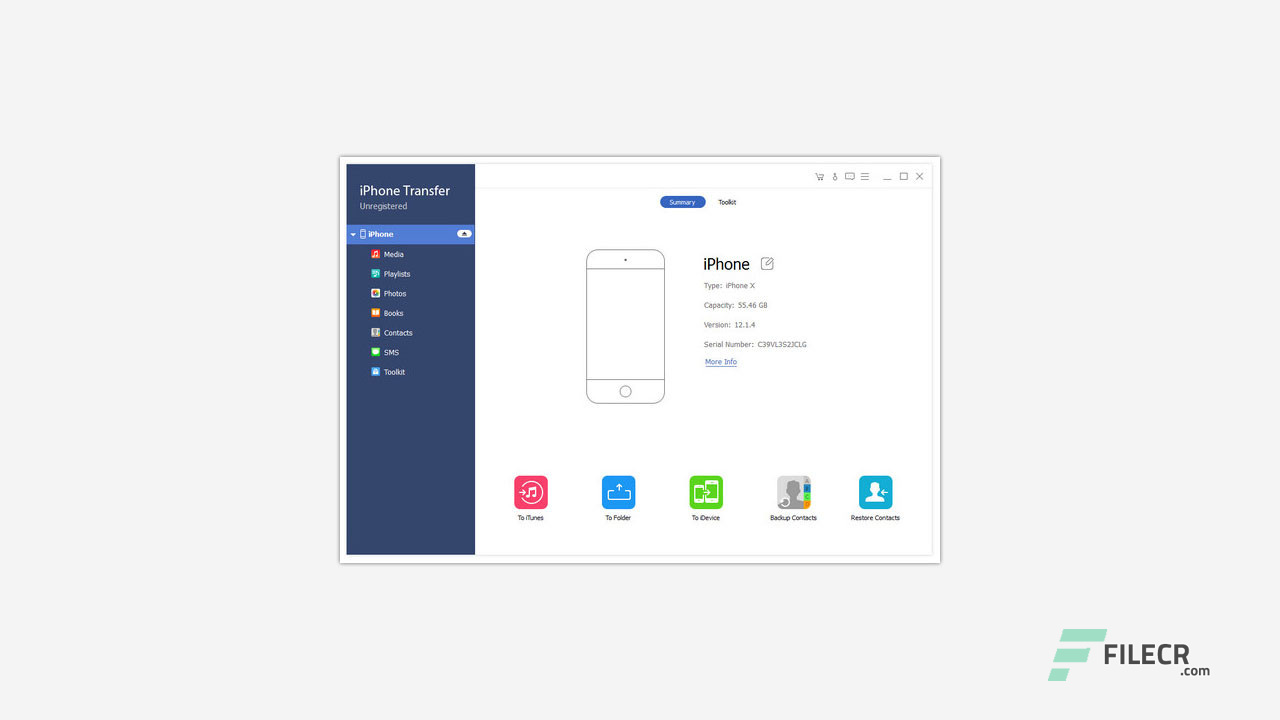 iPhone Transfer
Unregistered
Summary
Toolkit
iPhone
Media
Playlists
Photos
Books
Contacts
SMS
Toolkit
iPhone
Type: iPhone X
Capacity: 55.46 GB
Version: 12.1.4
Serial Number: C39VL3S2JCLG
More Info
To iTunes
To Folder
To iDevice
Backup Contacts
Restore Contacts
FILECR
.com